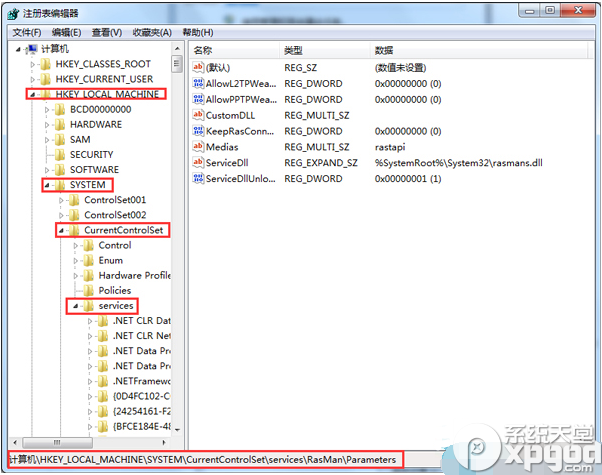 注册表编辑器
文件(F) 编辑(E) 查看(V) 收藏夹(A) 帮助(H)
计算机
HKEY_CLASSES_ROOT
HKEY_CURRENT_USER
HKEY_LOCAL_MACHINE
BCD00000000
HARDWARE
SAM
SECURITY
SOFTWARE
SYSTEM
ControlSet001
ControlSet002
CurrentControlSet
Control
Enum
Hardware Profile
Policies
services
.NET CLR Dat
.NET CLR Net
.NET Data Pr
.NET Data Pro
.NETFramew
{0D4FC102-C
{24254161-F2
{BFCE184E-48
名称 类型 数据
(默认) REG_SZ (数值未设置)
AllowL2TPWea... REG_DWORD 0x00000000 (0)
AllowPPTPWea... REG_DWORD 0x00000000 (0)
CustomDLL REG_MULTI_SZ
KeepRasConn... REG_DWORD 0x00000000 (0)
Medias REG_MULTI_SZ rastapi
ServiceDll REG_EXPAND_SZ %SystemRoot%\System32\rasmans.dll
ServiceDllUnlo... REG_DWORD 0x00000001 (1)
计算机\HKEY_LOCAL_MACHINE\SYSTEM\CurrentControlSet\services\RasMan\Parameters
系统天堂
xpgod